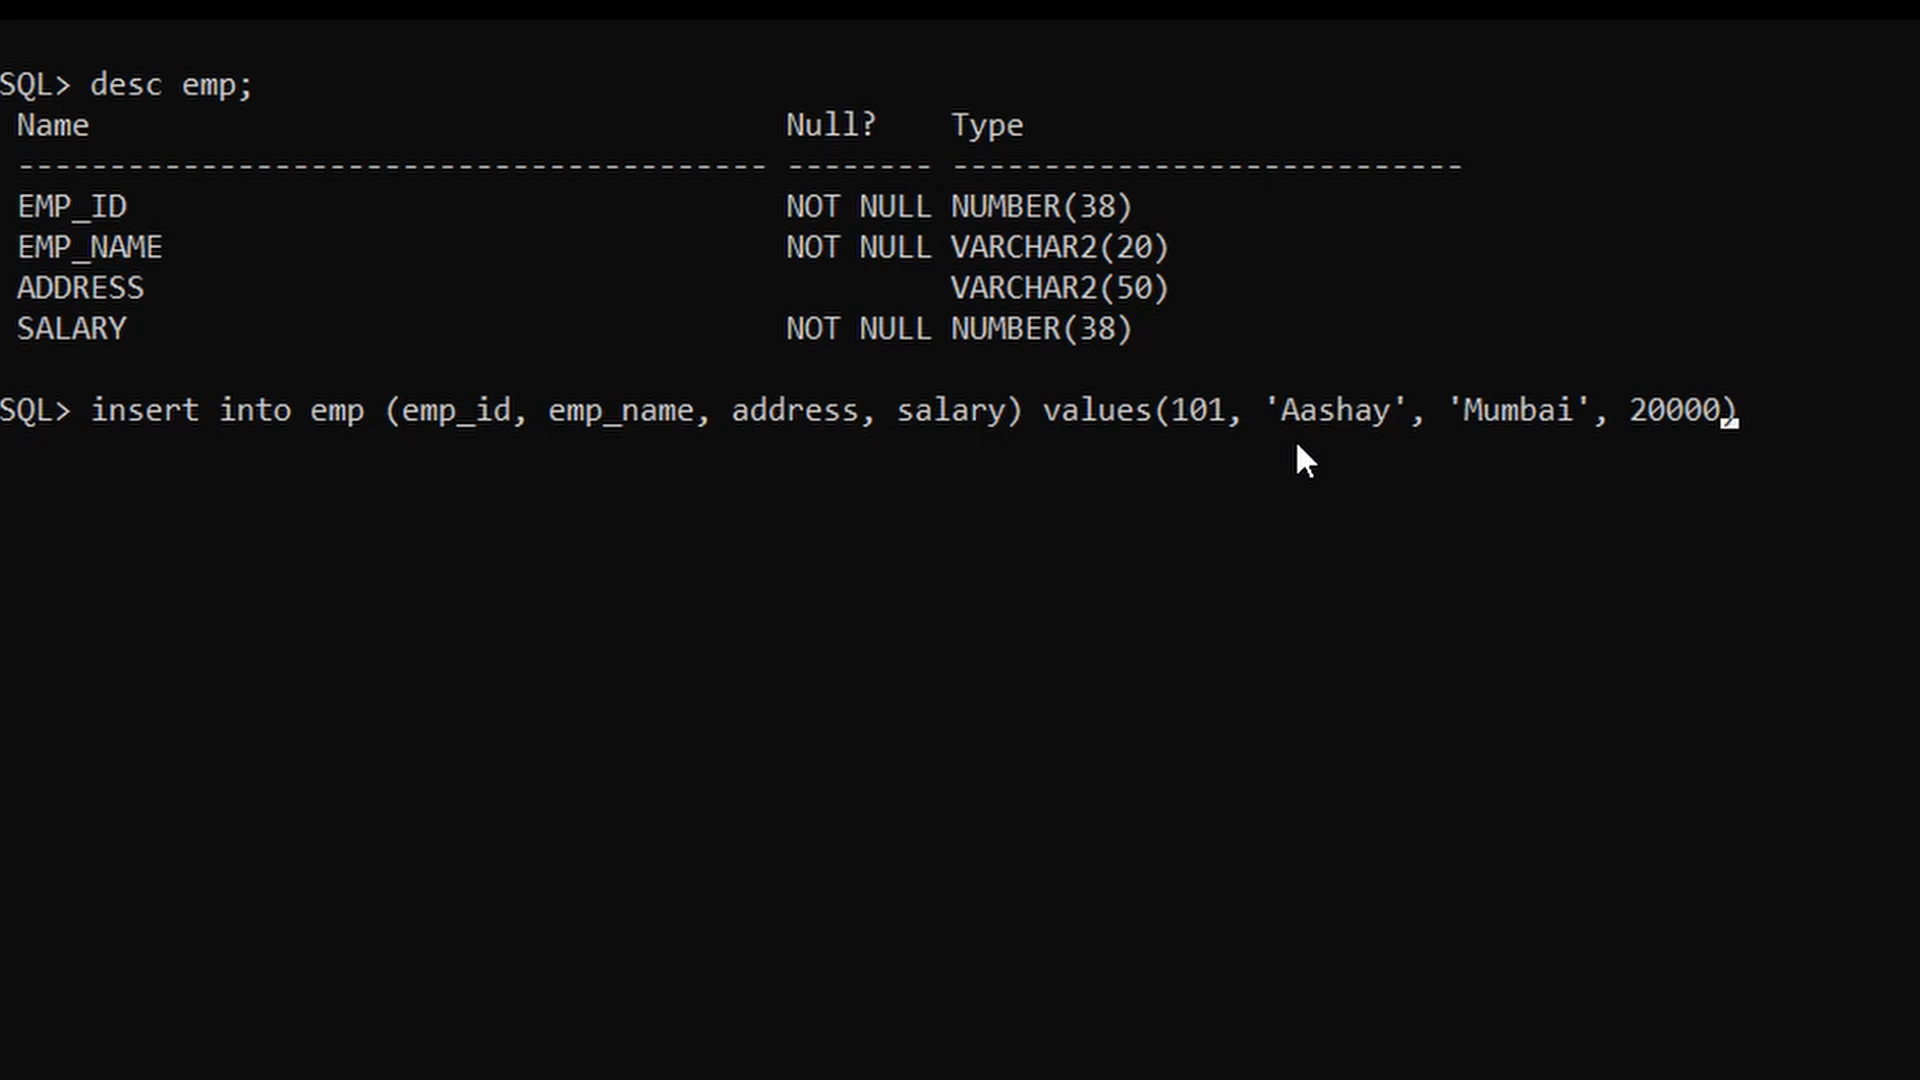 SQL> desc emp;
Name Null? Type
----------------------------------------- -------- ----------------------------
EMP_ID NOT NULL NUMBER(38)
EMP_NAME NOT NULL VARCHAR2(20)
ADDRESS VARCHAR2(50)
SALARY NOT NULL NUMBER(38)
SQL> insert into emp (emp_id, emp_name, address, salary) values(101, 'Aashay', 'Mumbai', 20000)